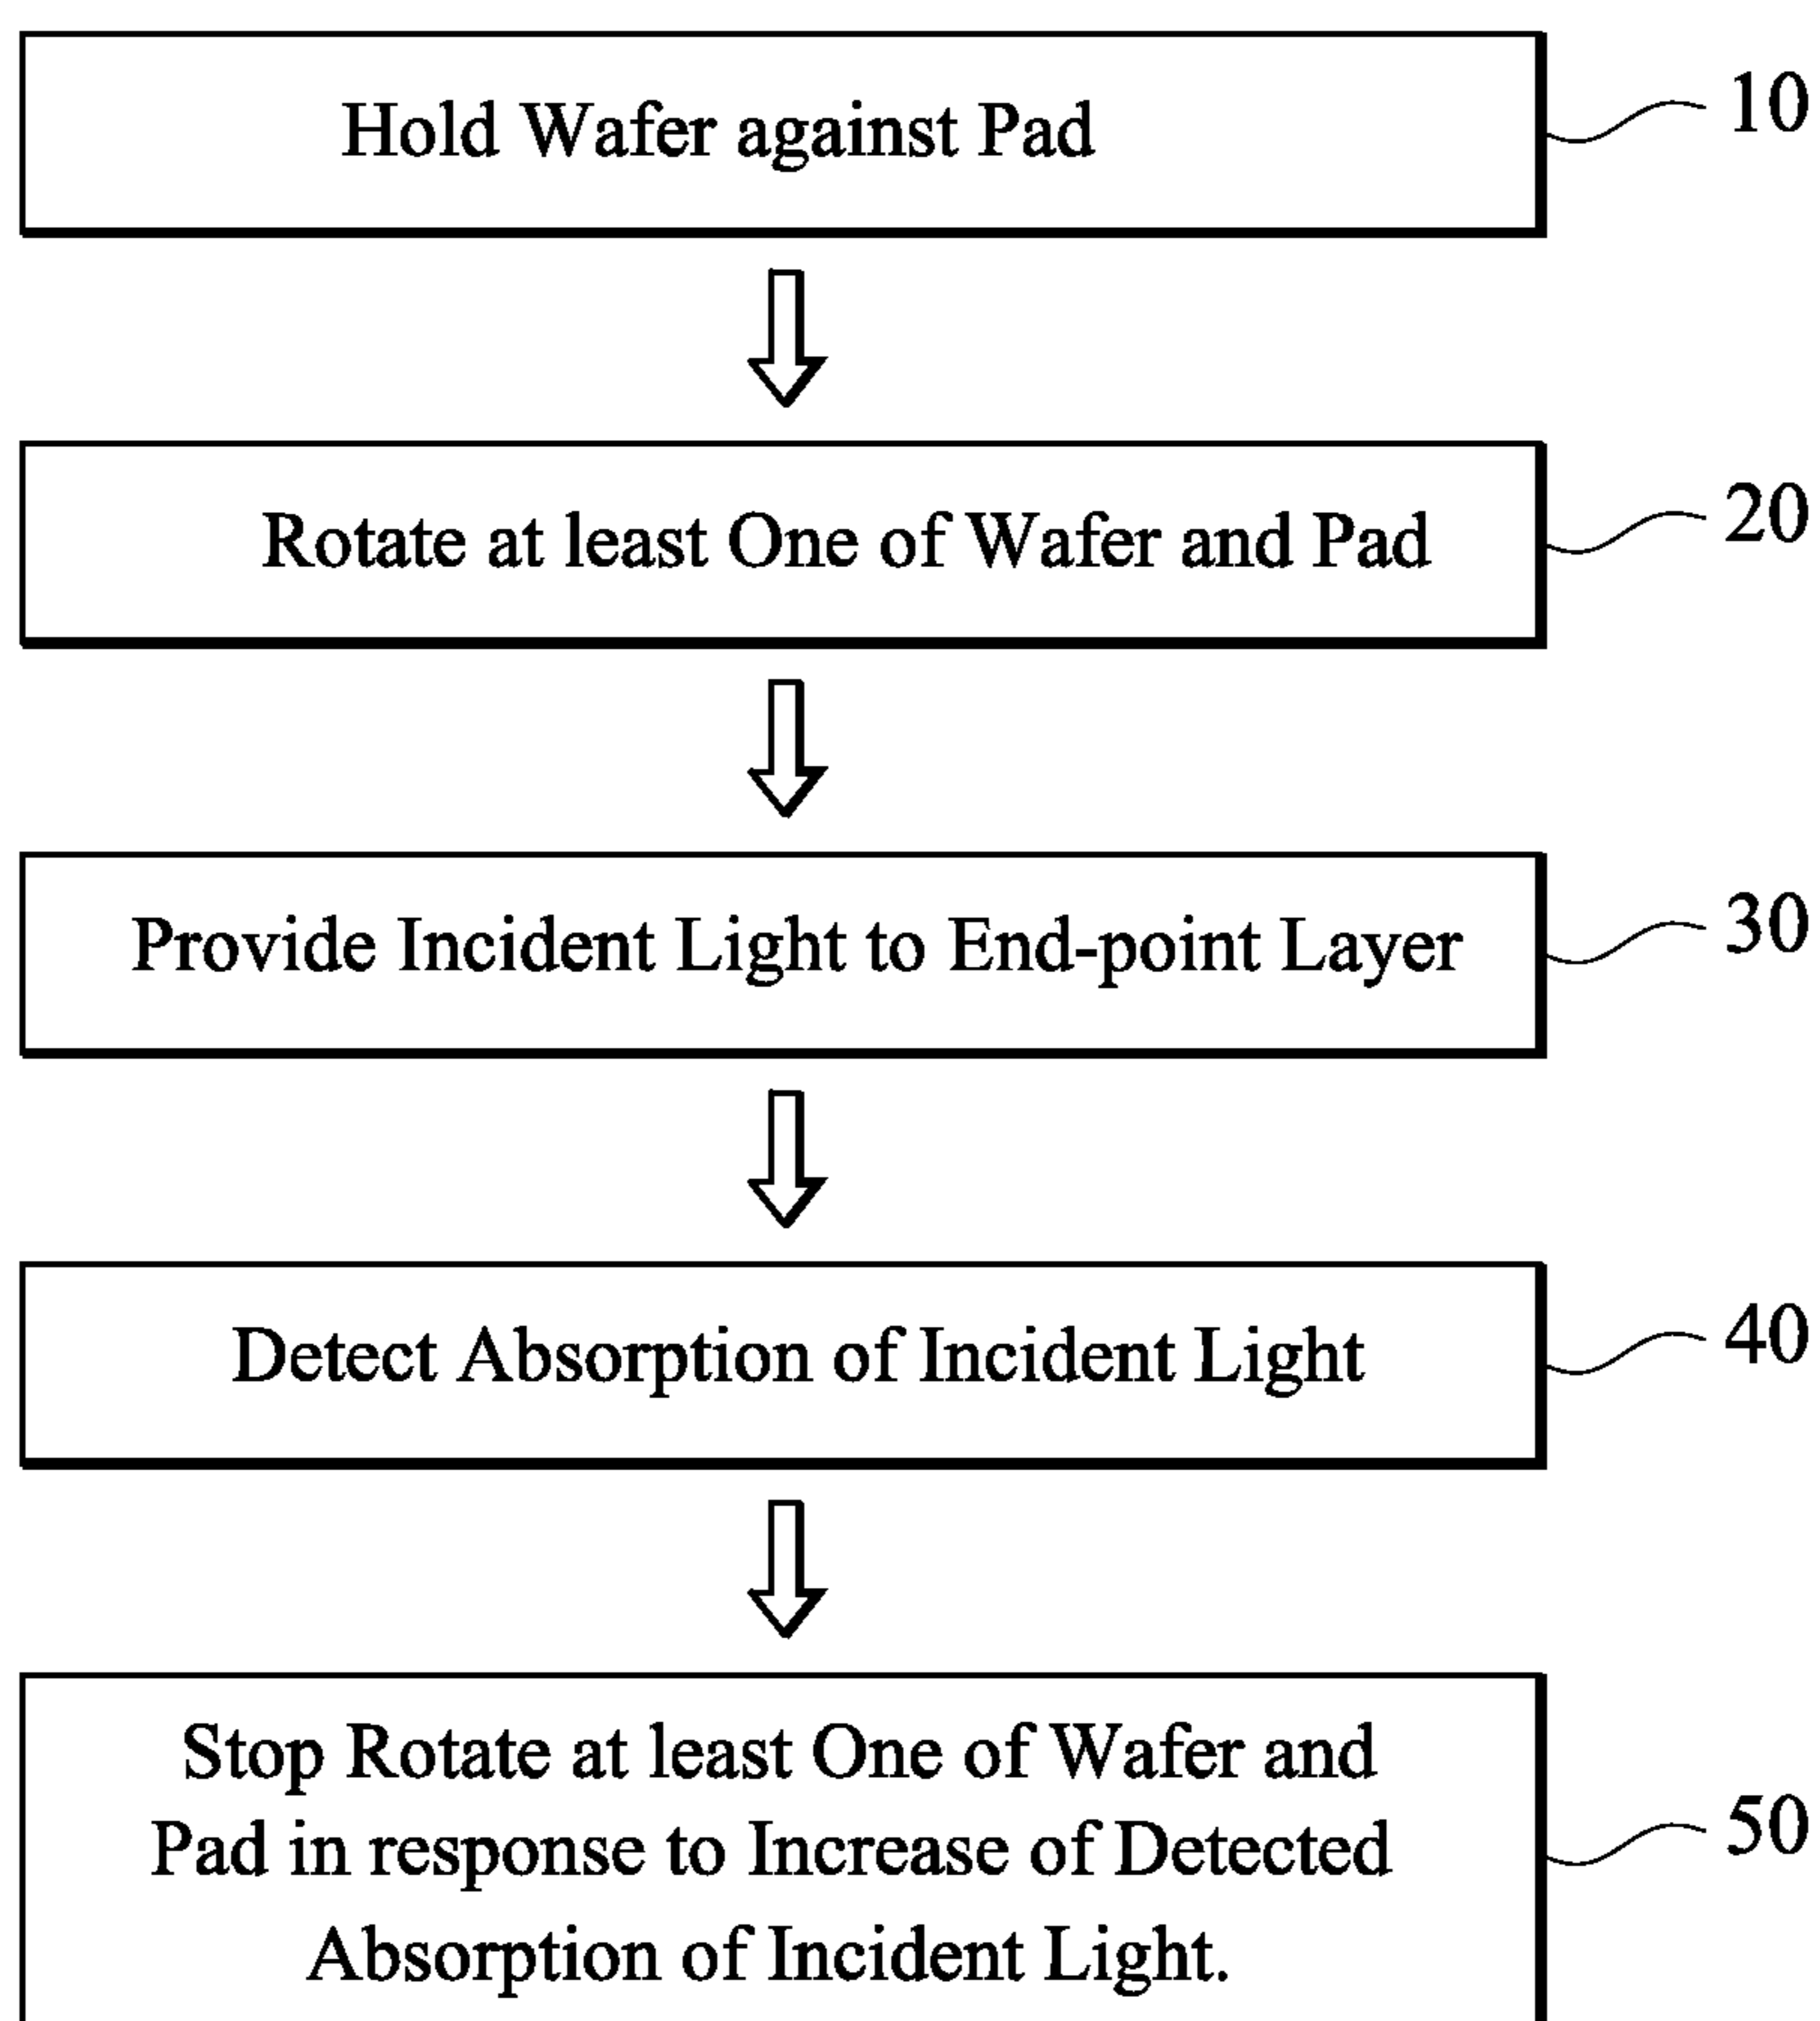 Hold Wafer against Pad
10
Rotate at least One of Wafer and Pad
20
Provide Incident Light to End-point Layer
30
Detect Absorption of Incident Light
40
Stop Rotate at least One of Wafer and
Pad in response to Increase of Detected
Absorption of Incident Light.
50